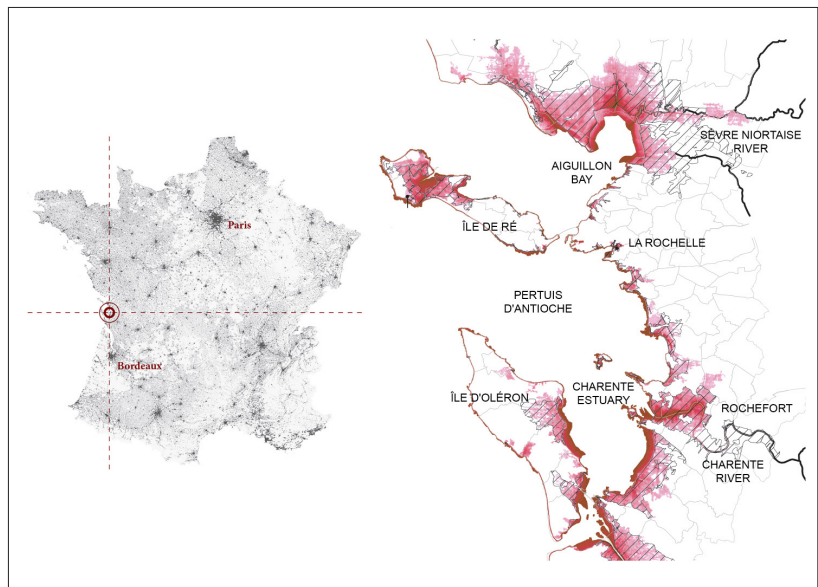 Paris
Bordeaux
SÈVRE NIORTAISE
RIVER
AIGUILLON
BAY
ÎLE DE RÉ
LA ROCHELLE
PERTUIS
D'ANTIOCHE
ÎLE D'OLÉRON
CHARENTE
ESTUARY
ROCHEFORT
CHARENTE
RIVER